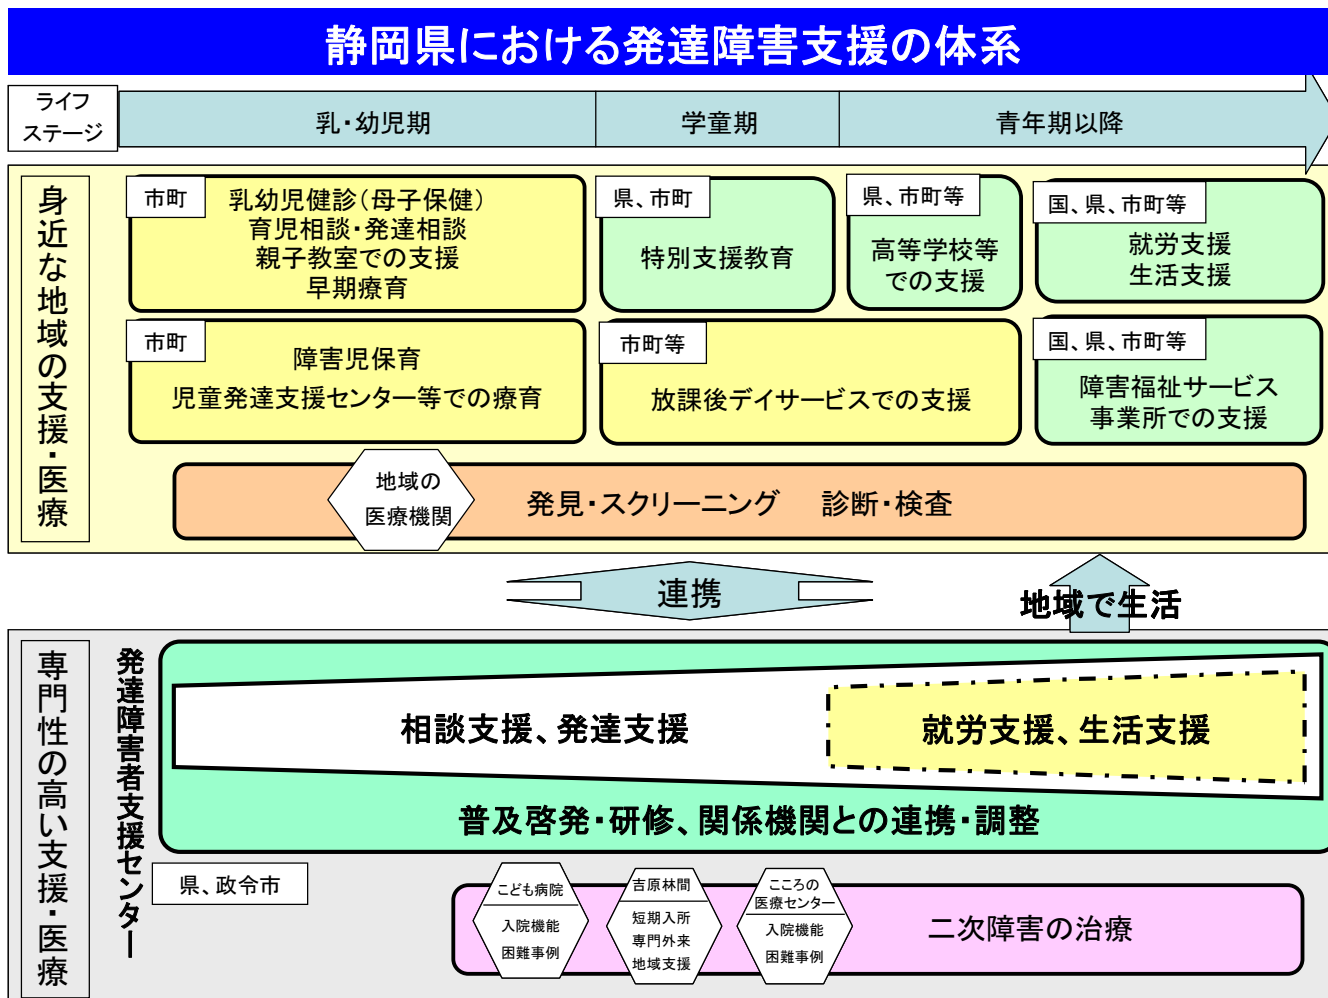 静岡県における発達障害支援の体系
ライフ
ステージ
乳・幼児期
学童期
青年期以降
身近な地域の支援・医療
市町
乳幼児健診(母子保健)
育児相談・発達相談
親子教室での支援
早期療育
県、市町
特別支援教育
県、市町等
高等学校等
での支援
国、県、市町等
就労支援
生活支援
市町
障害児保育
児童発達支援センター等での療育
市町等
放課後デイサービスでの支援
国、県、市町等
障害福祉サービス
事業所での支援
地域の
医療機関
発見・スクリーニング　診断・検査
連携
地域で生活
専門性の高い支援・医療
発達障害者支援センター
相談支援、発達支援
就労支援、生活支援
普及啓発・研修、関係機関との連携・調整
県、政令市
こども病院
入院機能
困難事例
吉原林間
短期入所
専門外来
地域支援
こころの
医療センター
入院機能
困難事例
二次障害の治療